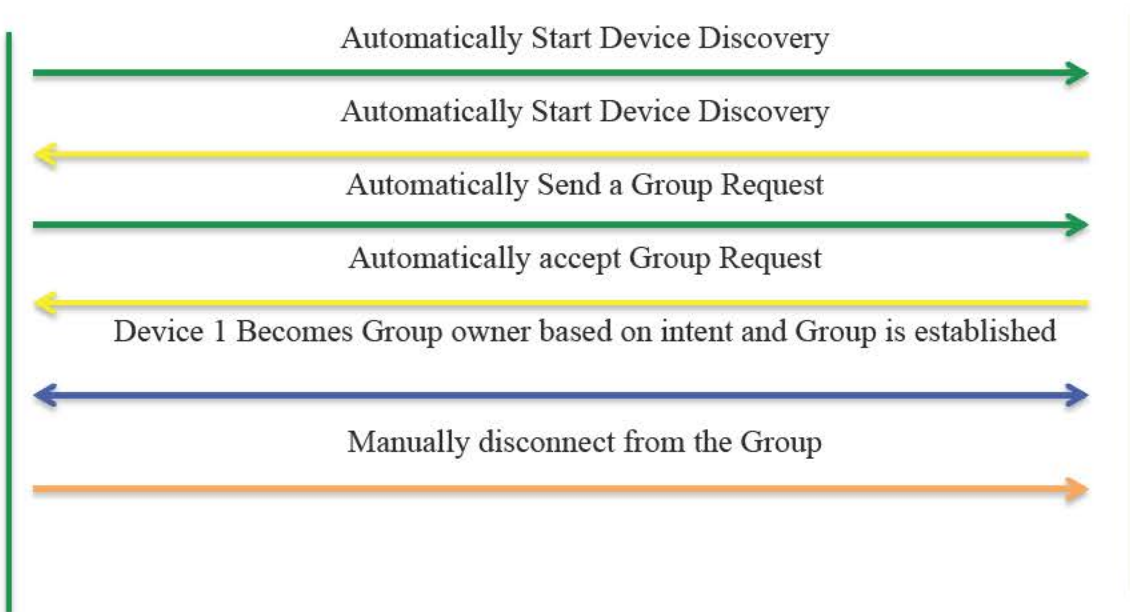 Automatically Start Device Discovery
Automatically Start Device Discovery
Automatically Send a Group Request
Automatically accept Group Request
Device 1 Becomes Group owner based on intent and Group is established
Manually disconnect from the Group